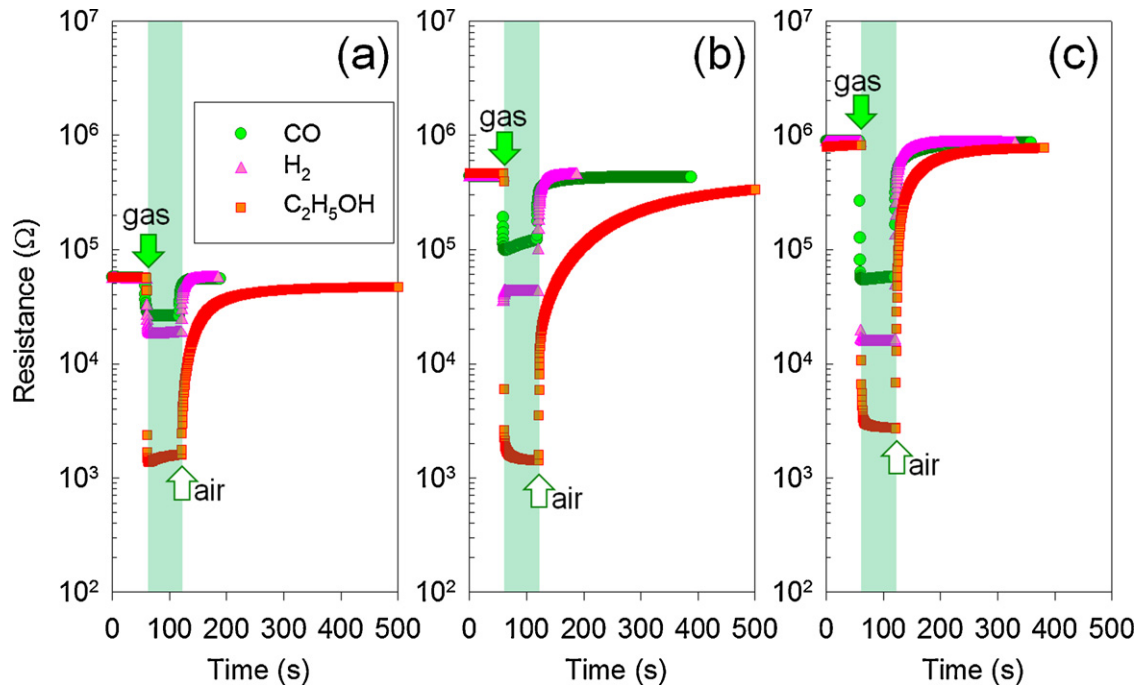 (a)
10⁷
10⁶
10⁵
10⁴
10³
10²
Resistance (Ω)
CO
H₂
C₂H₅OH
gas
air
0 100 200 300 400 500
Time (s)
(b)
10⁷
10⁶
10⁵
10⁴
10³
10²
gas
air
0 100 200 300 400 500
Time (s)
(c)
10⁷
10⁶
10⁵
10⁴
10³
10²
gas
air
0 100 200 300 400 500
Time (s)